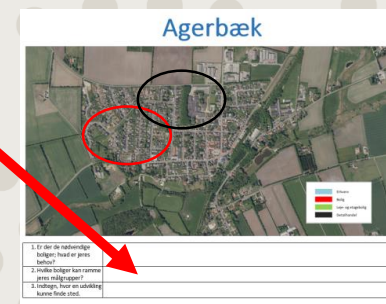 Agerbæk
Erhverv
Bolig
Leje- og etagebolig
Detailhandel
1. Er der de nødvendige
boliger; hvad er jeres
behov?
2. Hvilke boliger kan ramme
jeres målgrupper?
3. Indtegn, hvor en udvikling
kunne finde sted.